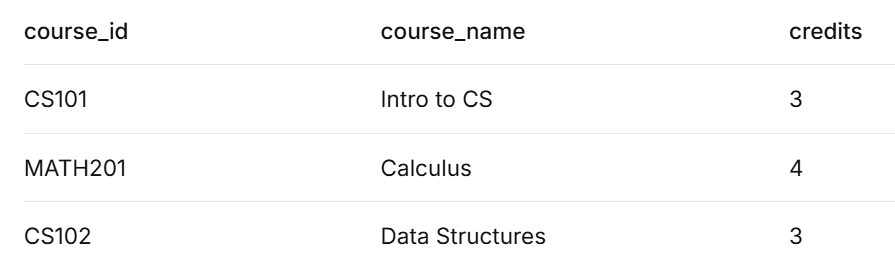 course_id course_name credits
CS101 Intro to CS 3
MATH201 Calculus 4
CS102 Data Structures 3